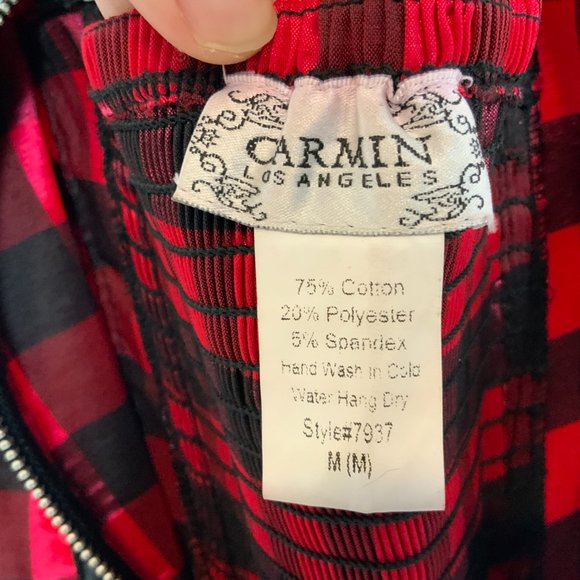 CARMIN
LOS ANGELES
75% Cotton
20% Polyester
5% Spandex
Hand Wash in Cold
Water Hang Dry
Style#7937
M (M)